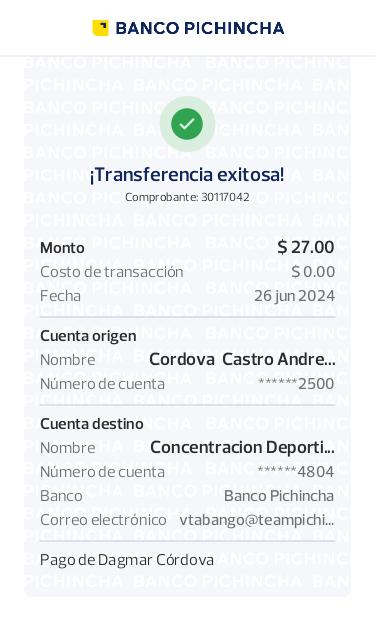 BANCO PICHINCHA
¡Transferencia exitosa!
Comprobante: 30117042
Monto $ 27.00
Costo de transacción $ 0.00
Fecha 26 jun 2024
Cuenta origen
Nombre Cordova Castro Andre...
Número de cuenta ******2500
Cuenta destino
Nombre Concentracion Deporti...
Número de cuenta ******4804
Banco Banco Pichincha
Correo electrónico vtabango@teampichi...
Pago de Dagmar Córdova